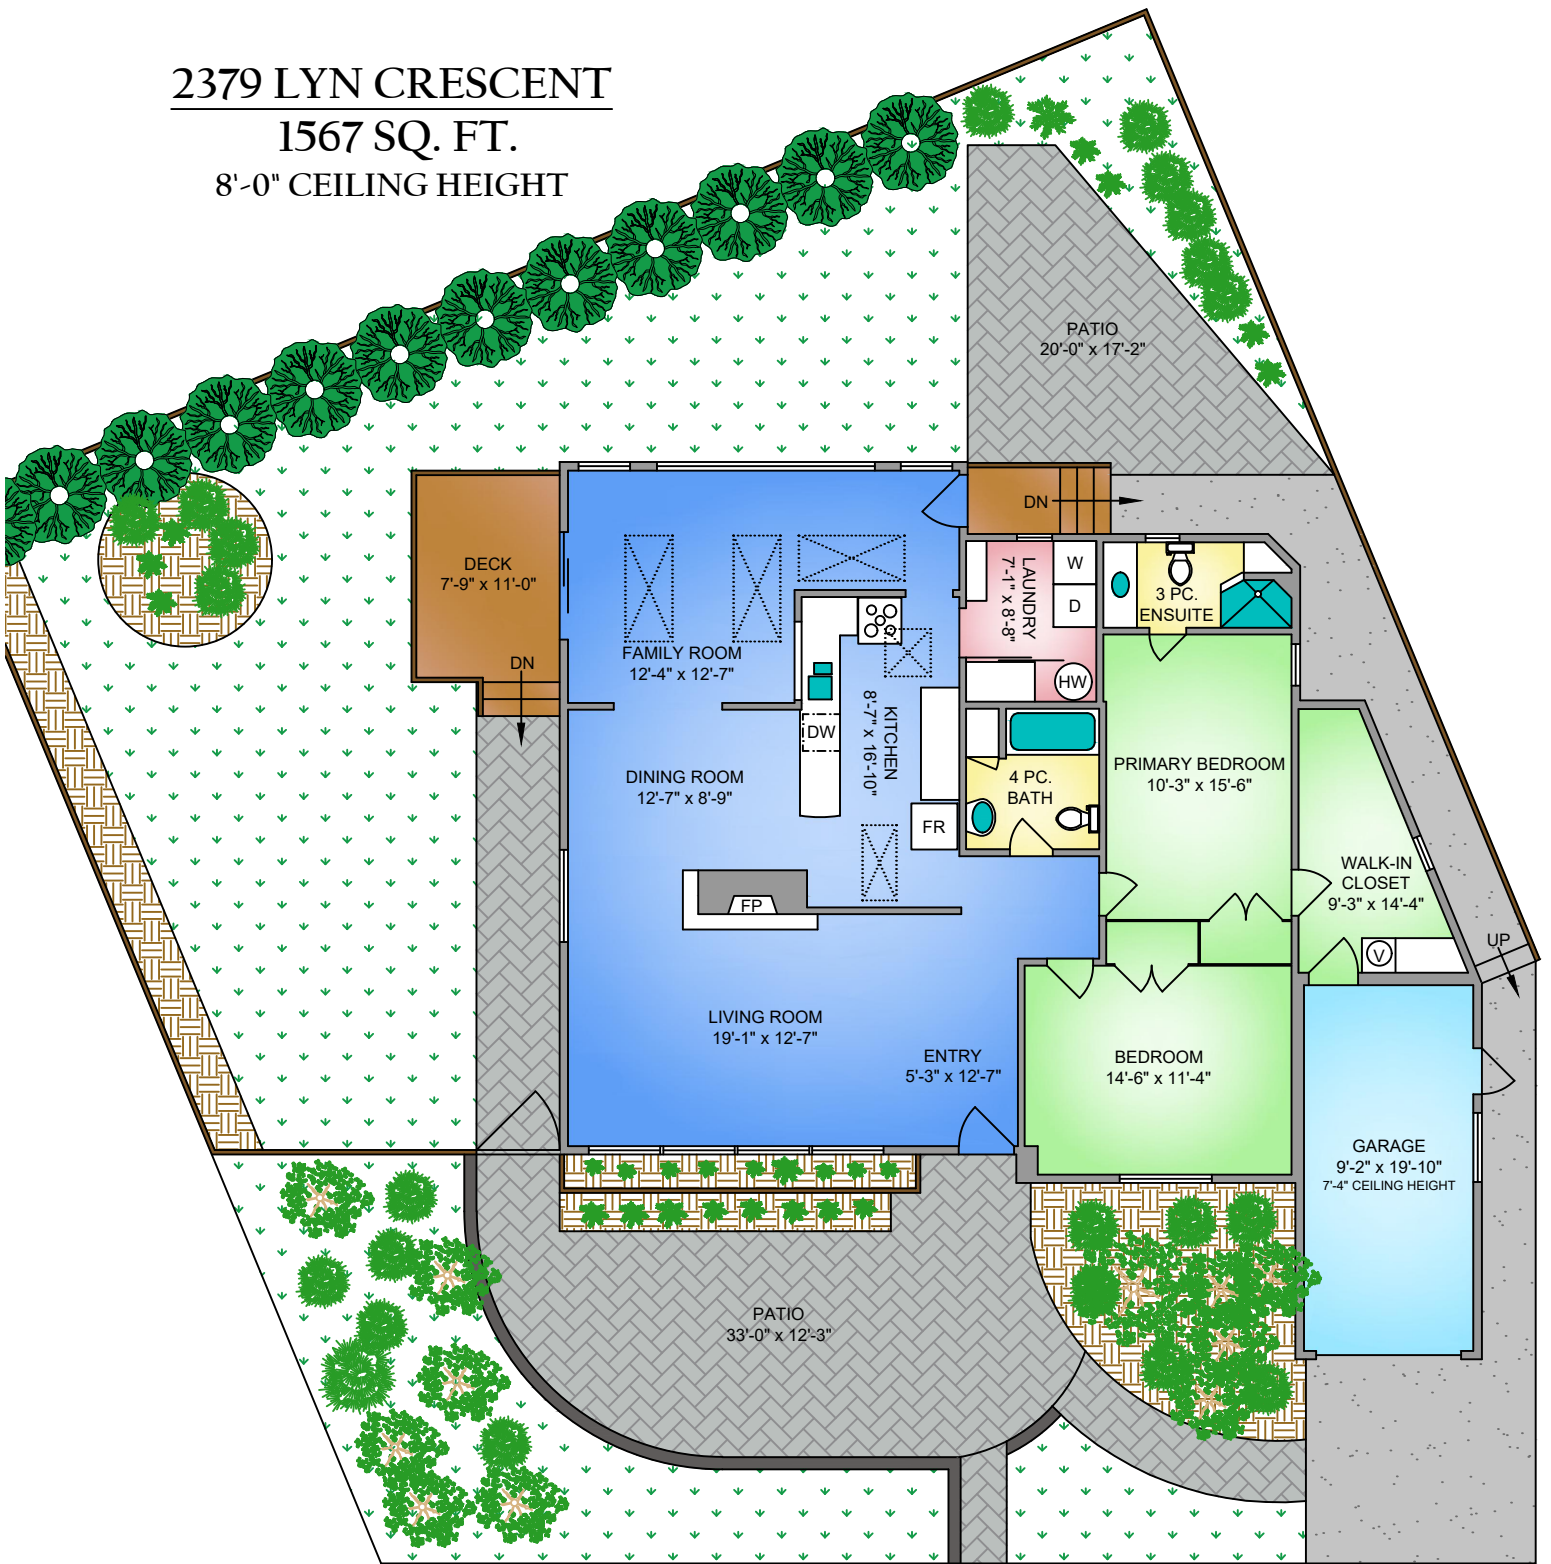 2379 LYN CRESCENT
1567 SQ. FT.
8'-0" CEILING HEIGHT
PATIO
20'-0" x 17'-2"
DN
DECK
7'-9" x 11'-0"
DN
LAUNDRY
7'-1" x 8'-8"
W
D
HW
3 PC.
ENSUITE
FAMILY ROOM
12'-4" x 12'-7"
KITCHEN
8'-7" x 16'-10"
DW
FR
DINING ROOM
12'-7" x 8'-9"
4 PC.
BATH
PRIMARY BEDROOM
10'-3" x 15'-6"
WALK-IN
CLOSET
9'-3" x 14'-4"
FP
V
UP
LIVING ROOM
19'-1" x 12'-7"
ENTRY
5'-3" x 12'-7"
BEDROOM
14'-6" x 11'-4"
GARAGE
9'-2" x 19'-10"
7'-4" CEILING HEIGHT
PATIO
33'-0" x 12'-3"